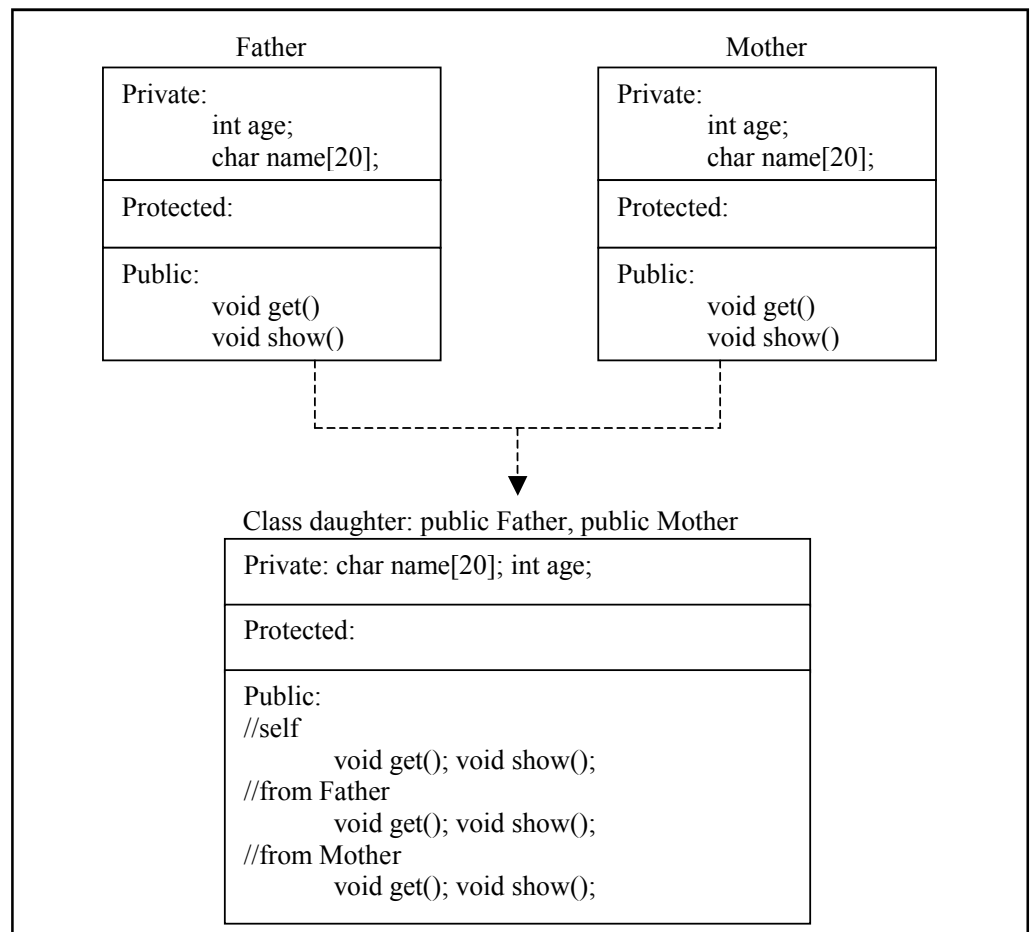 Father
Private:
int age;
char name[20];
Protected:
Public:
void get()
void show()
Mother
Private:
int age;
char name[20];
Protected:
Public:
void get()
void show()
Class daughter: public Father, public Mother
Private: char name[20]; int age;
Protected:
Public:
//self
void get(); void show();
//from Father
void get(); void show();
//from Mother
void get(); void show();